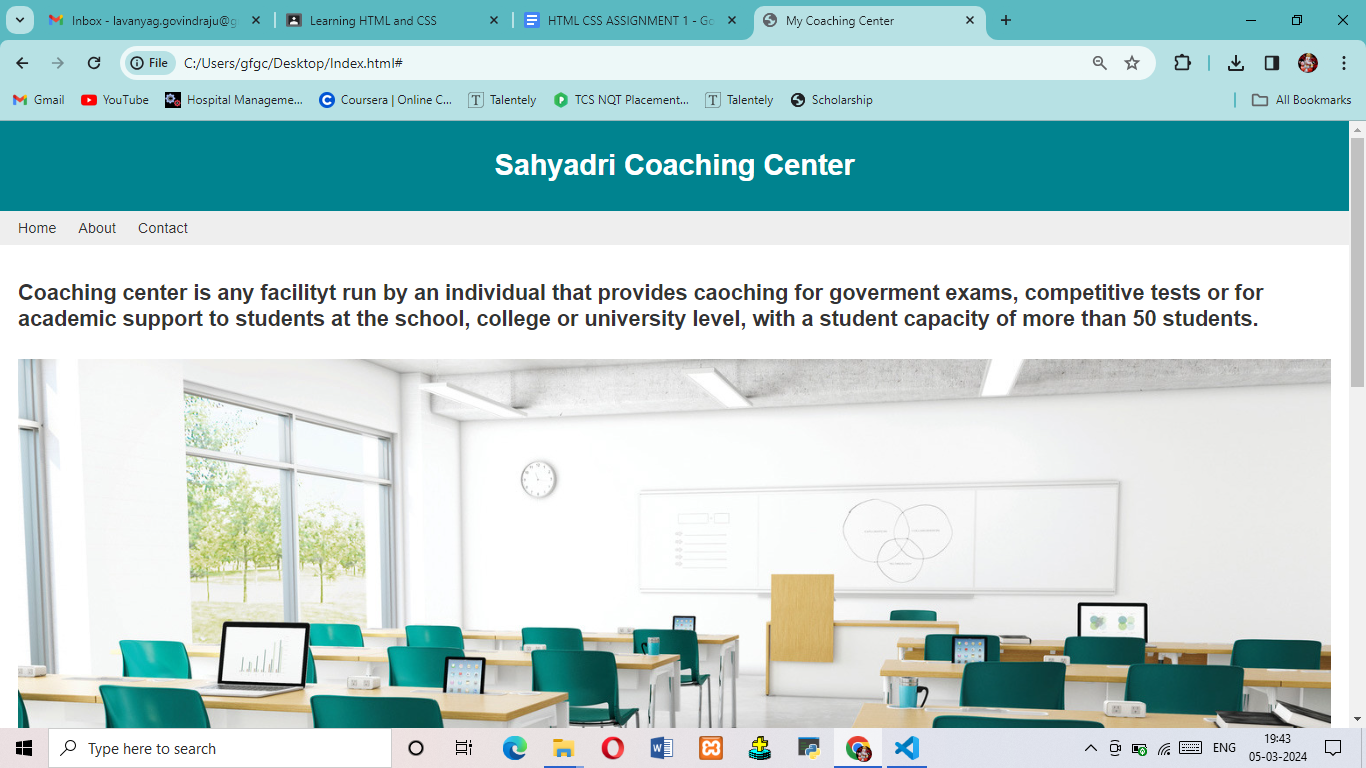 Inbox - lavanyag.govindraju@g
Learning HTML and CSS
HTML CSS ASSIGNMENT 1 - Go
My Coaching Center
File
C:/Users/gfgc/Desktop/Index.html#
Gmail
YouTube
Hospital Manageme...
Coursera | Online C...
Talentely
TCS NQT Placement...
Talentely
Scholarship
All Bookmarks
Sahyadri Coaching Center
Home About Contact
Coaching center is any facilityt run by an individual that provides caoching for goverment exams, competitive tests or for
academic support to students at the school, college or university level, with a student capacity of more than 50 students.
Type here to search
ENG
19:43
05-03-2024